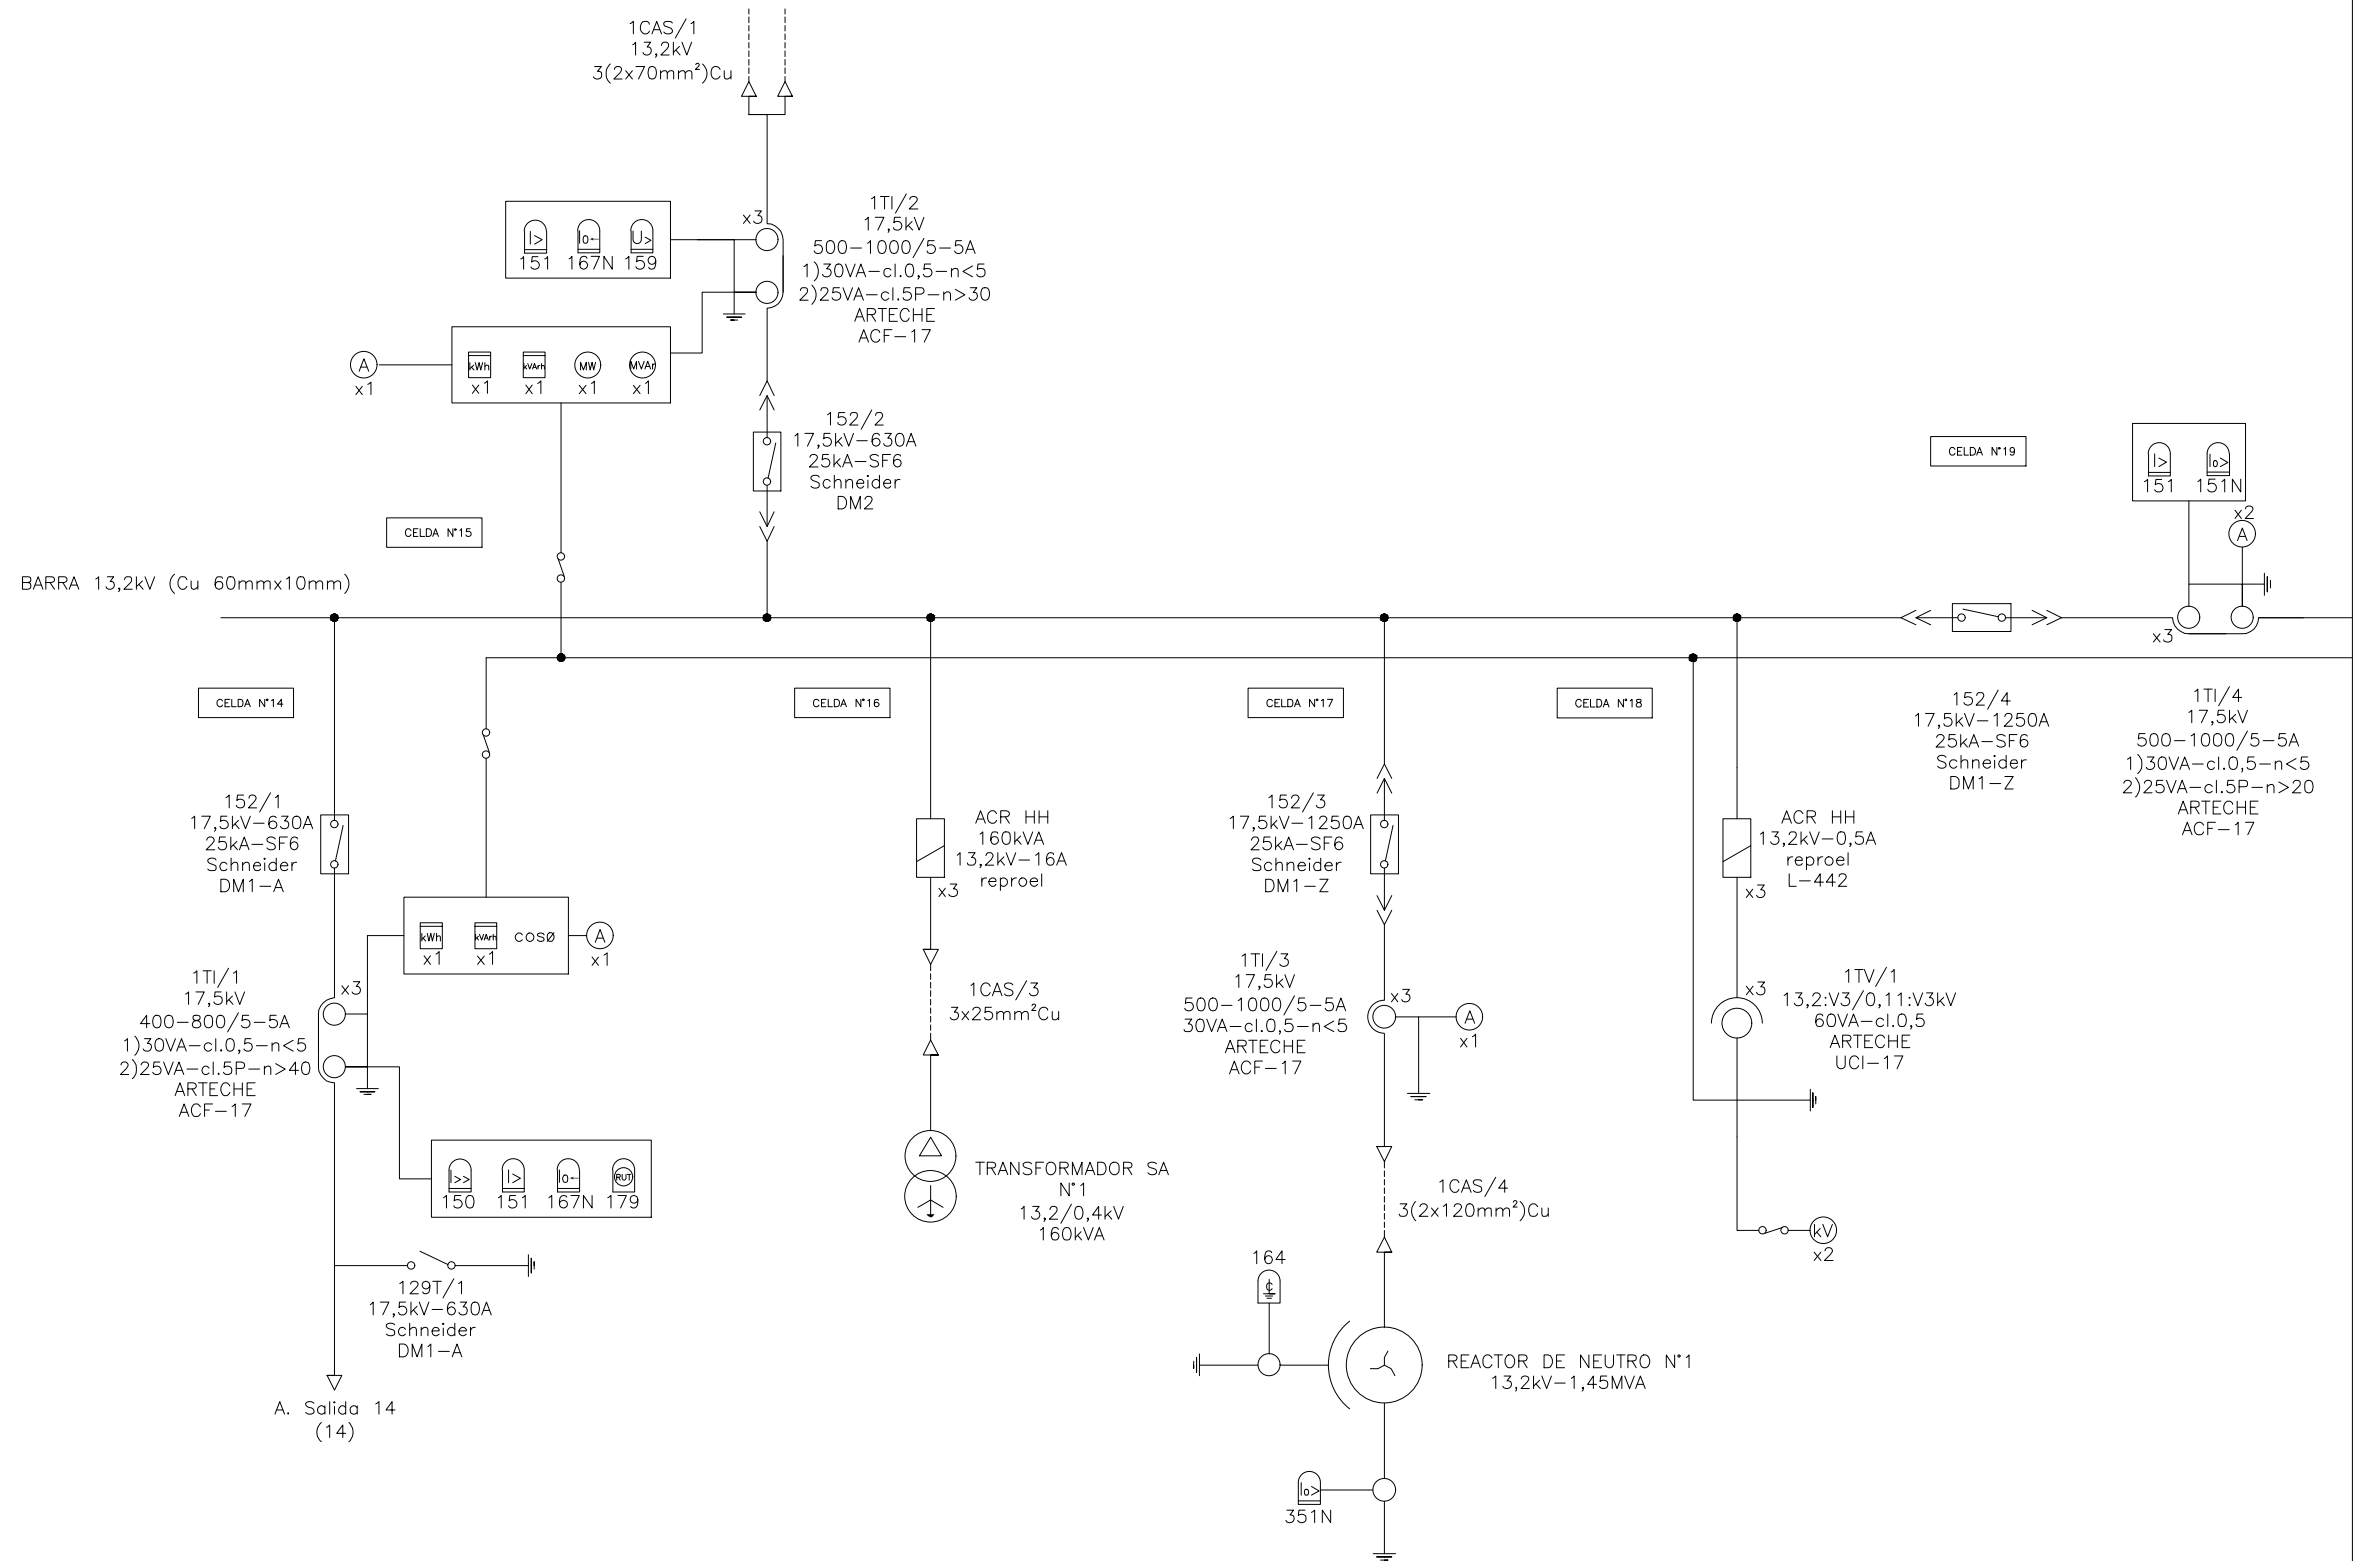 1CAS/1
13,2kV
3(2x70mm²)Cu
x3
1TI/2
17,5kV
500-1000/5-5A
1)30VA-cl.0,5-n<5
2)25VA-cl.5P-n>30
ARTECHE
ACF-17
I>
Io←
U>
151
167N
159
A
x1
kWh
kVArh
MW
MVAr
x1
x1
x1
x1
152/2
17,5kV-630A
25kA-SF6
Schneider
DM2
CELDA N°15
CELDA N°19
I>
Io>
151
151N
x2
A
x3
BARRA 13,2kV (Cu 60mmx10mm)
CELDA N°14
CELDA N°16
CELDA N°17
CELDA N°18
152/4
17,5kV-1250A
25kA-SF6
Schneider
DM1-Z
1TI/4
17,5kV
500-1000/5-5A
1)30VA-cl.0,5-n<5
2)25VA-cl.5P-n>20
ARTECHE
ACF-17
152/1
17,5kV-630A
25kA-SF6
Schneider
DM1-A
ACR HH
160kVA
13,2kV-16A
reproel
x3
152/3
17,5kV-1250A
25kA-SF6
Schneider
DM1-Z
ACR HH
13,2kV-0,5A
reproel
L-442
x3
kWh
kVArh
cosø
x1
x1
A
x1
1TI/1
17,5kV
400-800/5-5A
1)30VA-cl.0,5-n<5
2)25VA-cl.5P-n>40
ARTECHE
ACF-17
x3
1CAS/3
3x25mm²Cu
1TI/3
17,5kV
500-1000/5-5A
30VA-cl.0,5-n<5
ARTECHE
ACF-17
x3
A
x1
x3
1TV/1
13,2:V3/0,11:V3kV
60VA-cl.0,5
ARTECHE
UCI-17
I>>
I>
Io←
RUT
150
151
167N
179
TRANSFORMADOR SA
N°1
13,2/0,4kV
160kVA
1CAS/4
3(2x120mm²)Cu
kV
x2
164
129T/1
17,5kV-630A
Schneider
DM1-A
REACTOR DE NEUTRO N°1
13,2kV-1,45MVA
A. Salida 14
(14)
Io>
351N